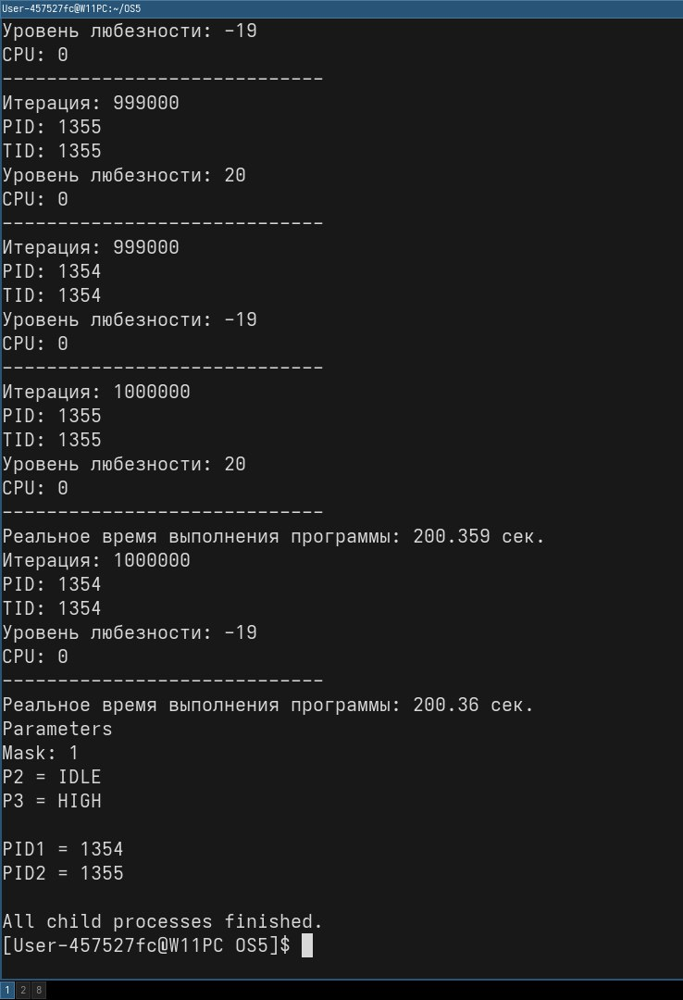 User-457527fc@W11PC:~/OS5
Уровень любезности: -19
CPU: 0
-----------------------------
Итерация: 999000
PID: 1355
TID: 1355
Уровень любезности: 20
CPU: 0
-----------------------------
Итерация: 999000
PID: 1354
TID: 1354
Уровень любезности: -19
CPU: 0
-----------------------------
Итерация: 1000000
PID: 1355
TID: 1355
Уровень любезности: 20
CPU: 0
-----------------------------
Реальное время выполнения программы: 200.359 сек.
Итерация: 1000000
PID: 1354
TID: 1354
Уровень любезности: -19
CPU: 0
-----------------------------
Реальное время выполнения программы: 200.36 сек.
Parameters
Mask: 1
P2 = IDLE
P3 = HIGH
PID1 = 1354
PID2 = 1355
All child processes finished.
[User-457527fc@W11PC OS5]$
1 2 8